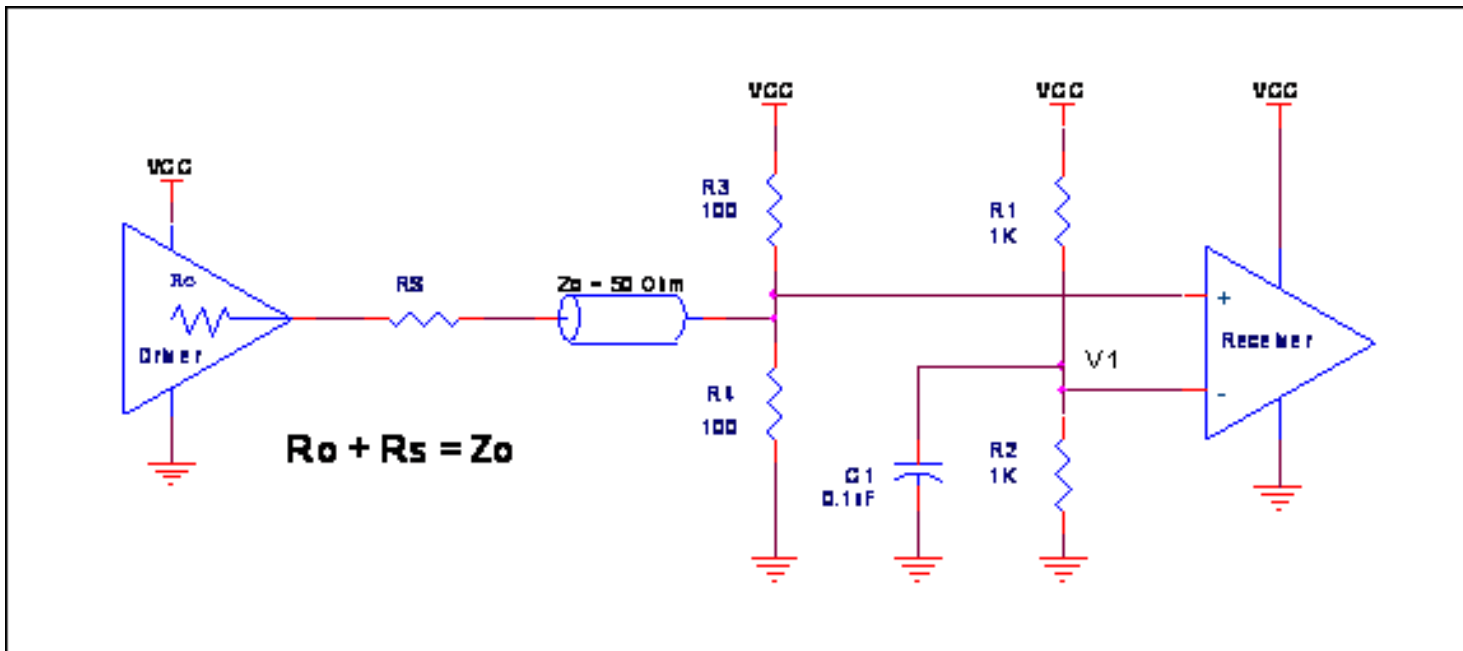 VCC
VCC
VCC
VCC
R3
100
R1
1K
Ro
RS
Zo = 50 Ohm
+
Driver
Receiver
V1
-
R4
100
Ro + Rs = Zo
R2
1K
C1
0.1uF